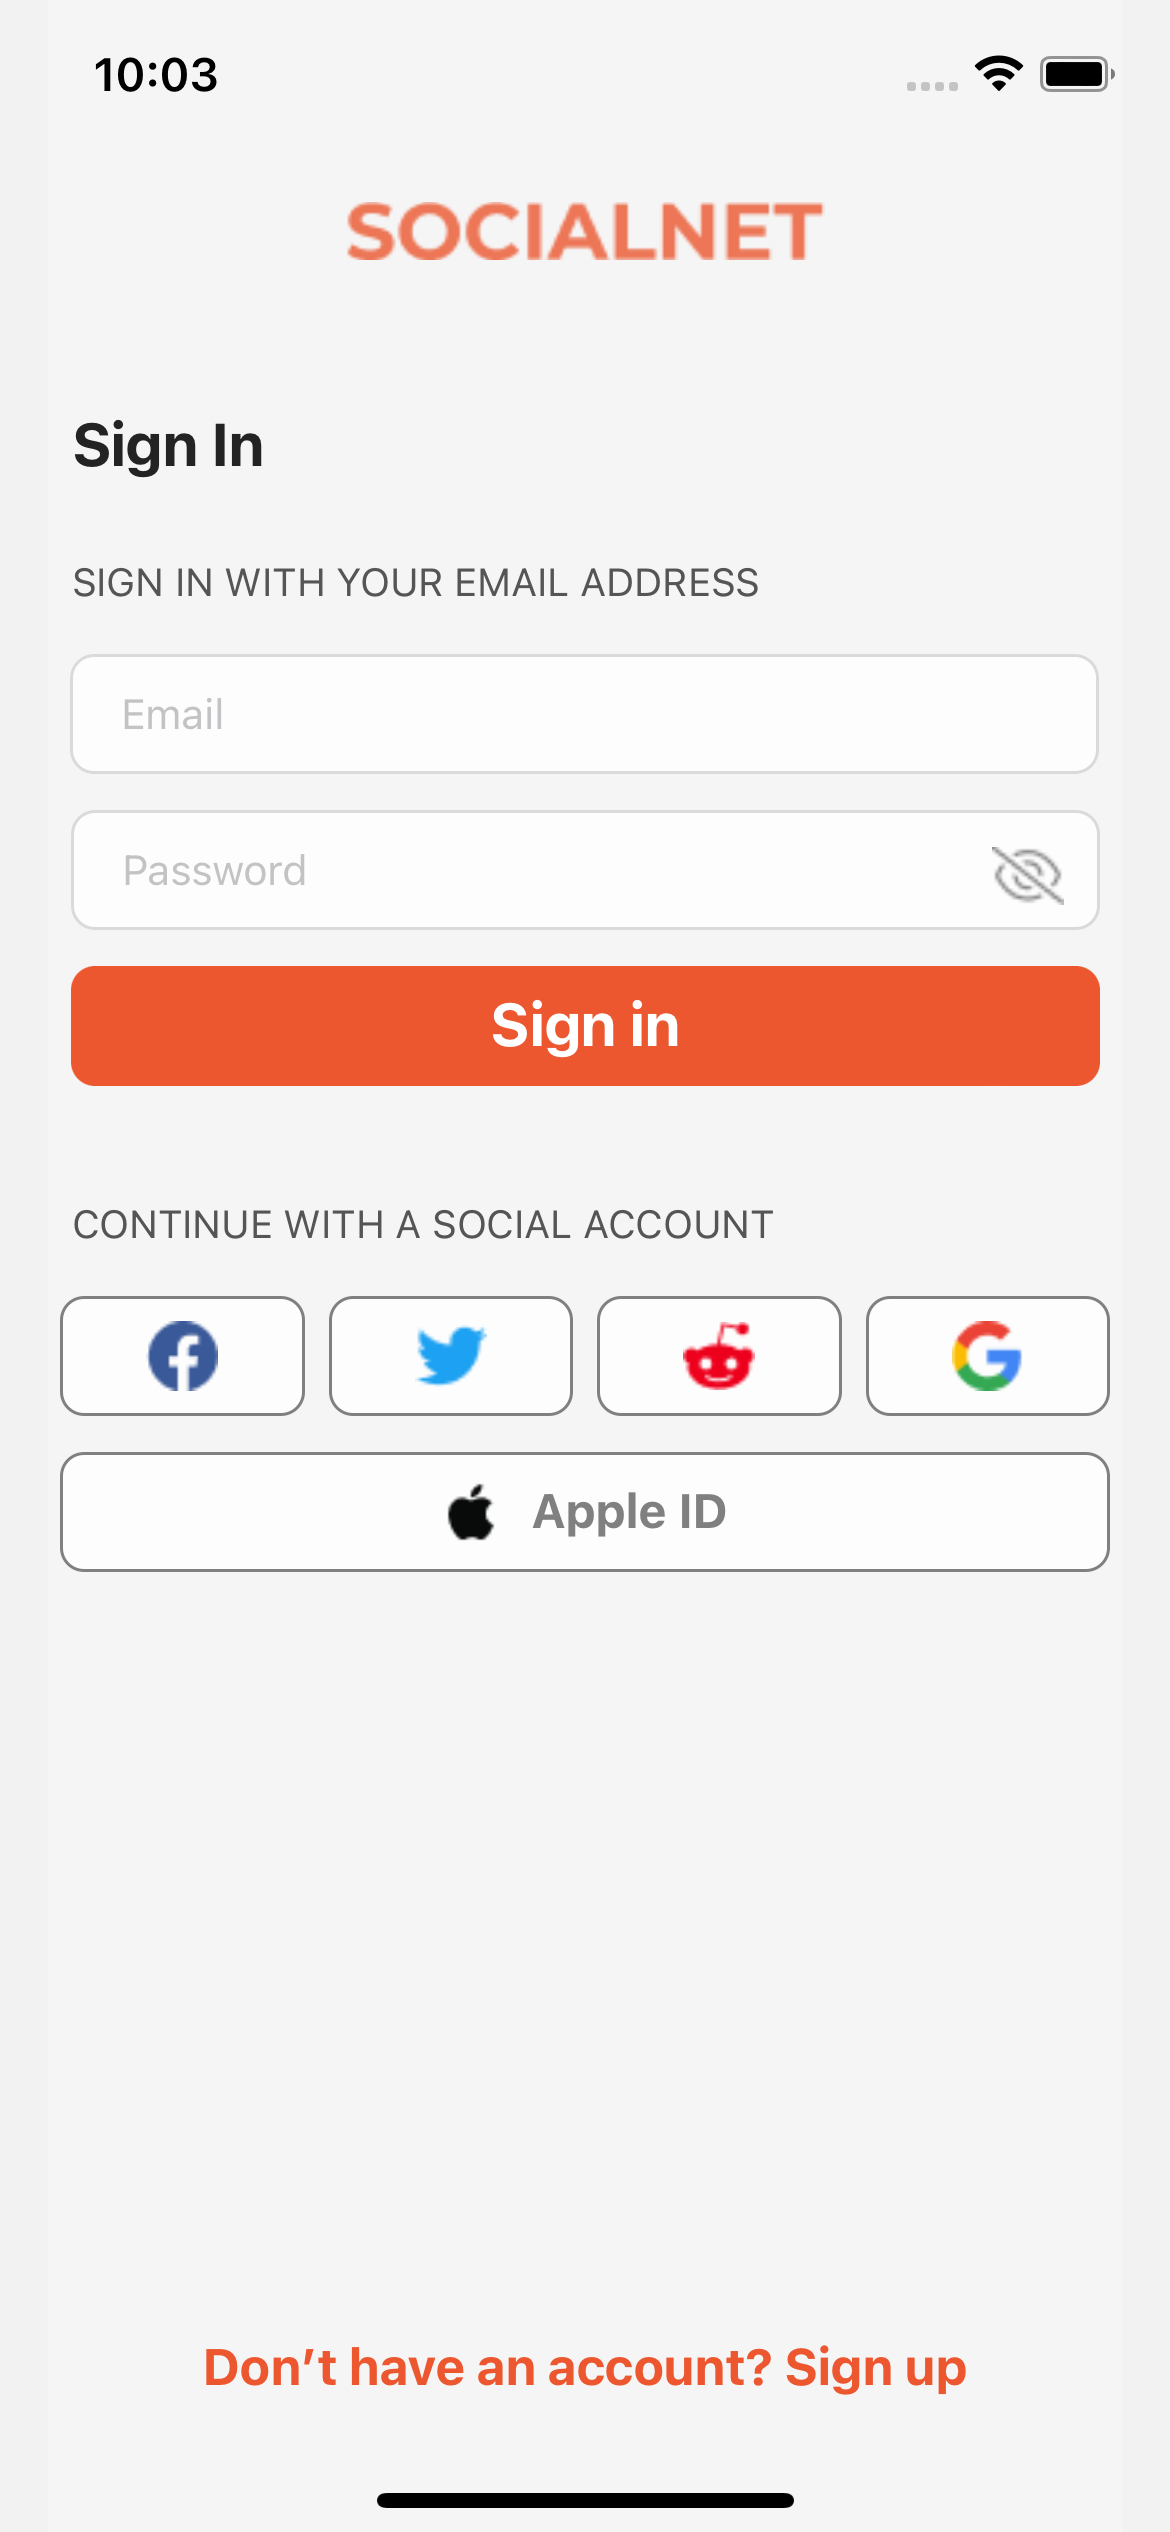 10:03
SOCIALNET
Sign In
SIGN IN WITH YOUR EMAIL ADDRESS
Email
Password
Sign in
CONTINUE WITH A SOCIAL ACCOUNT
Apple ID
Don’t have an account? Sign up